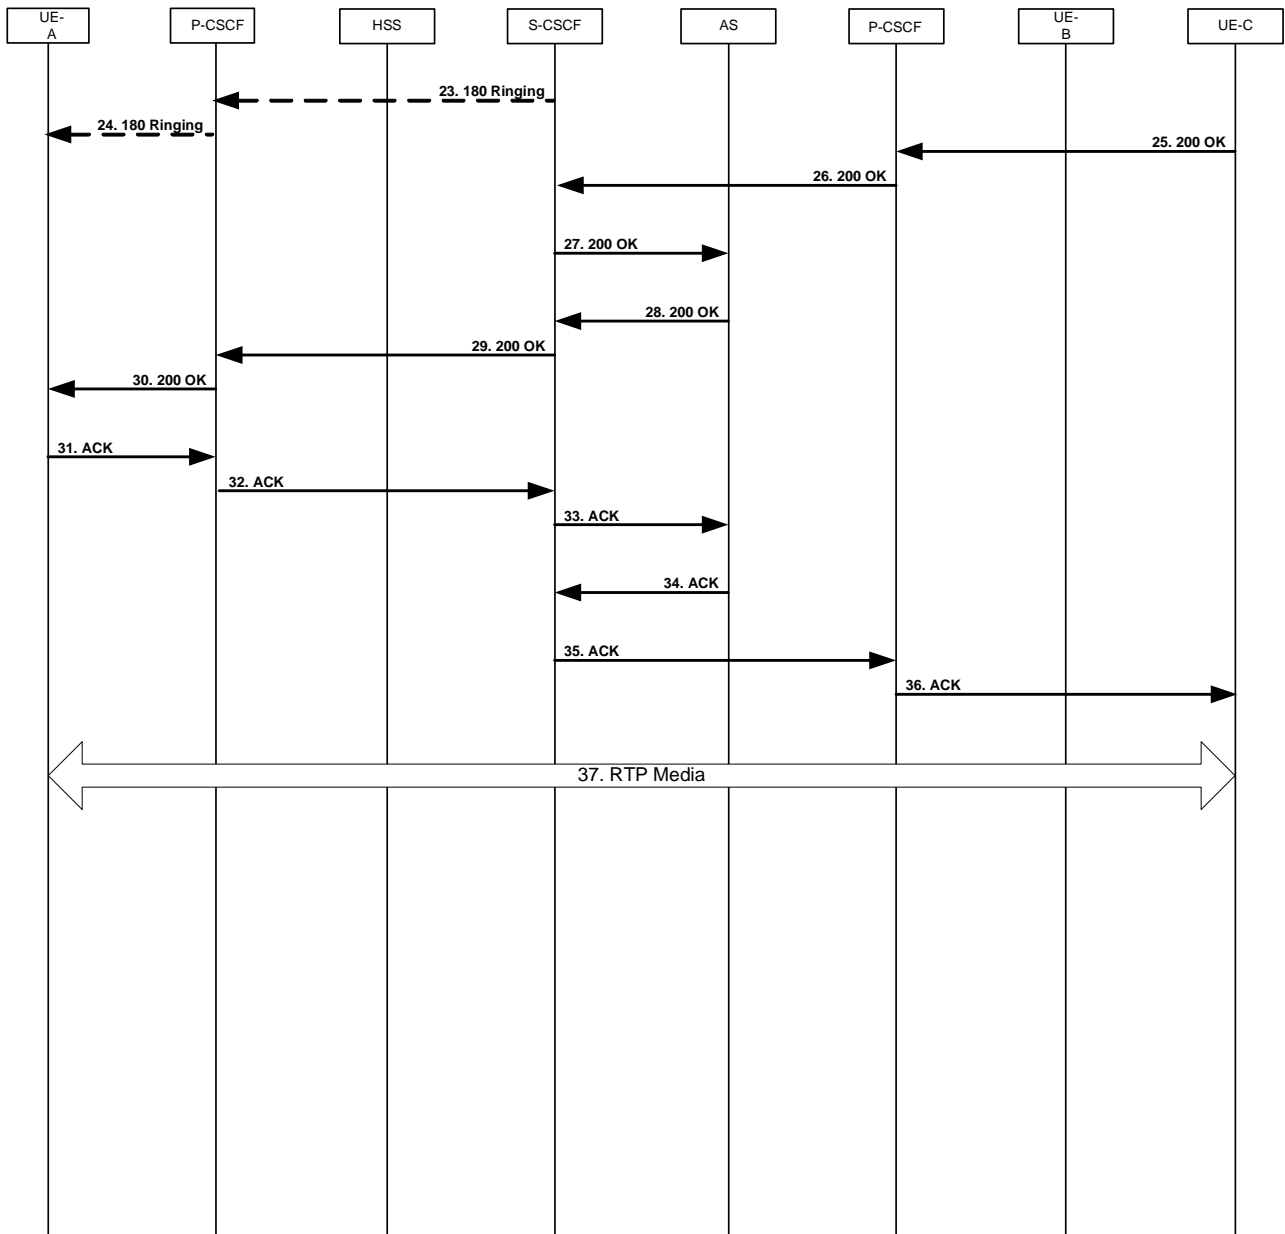 UE-
A
P-CSCF
HSS
S-CSCF
AS
P-CSCF
UE-
B
UE-C
23. 180 Ringing
24. 180 Ringing
25. 200 OK
26. 200 OK
27. 200 OK
28. 200 OK
29. 200 OK
30. 200 OK
31. ACK
32. ACK
33. ACK
34. ACK
35. ACK
36. ACK
37. RTP Media